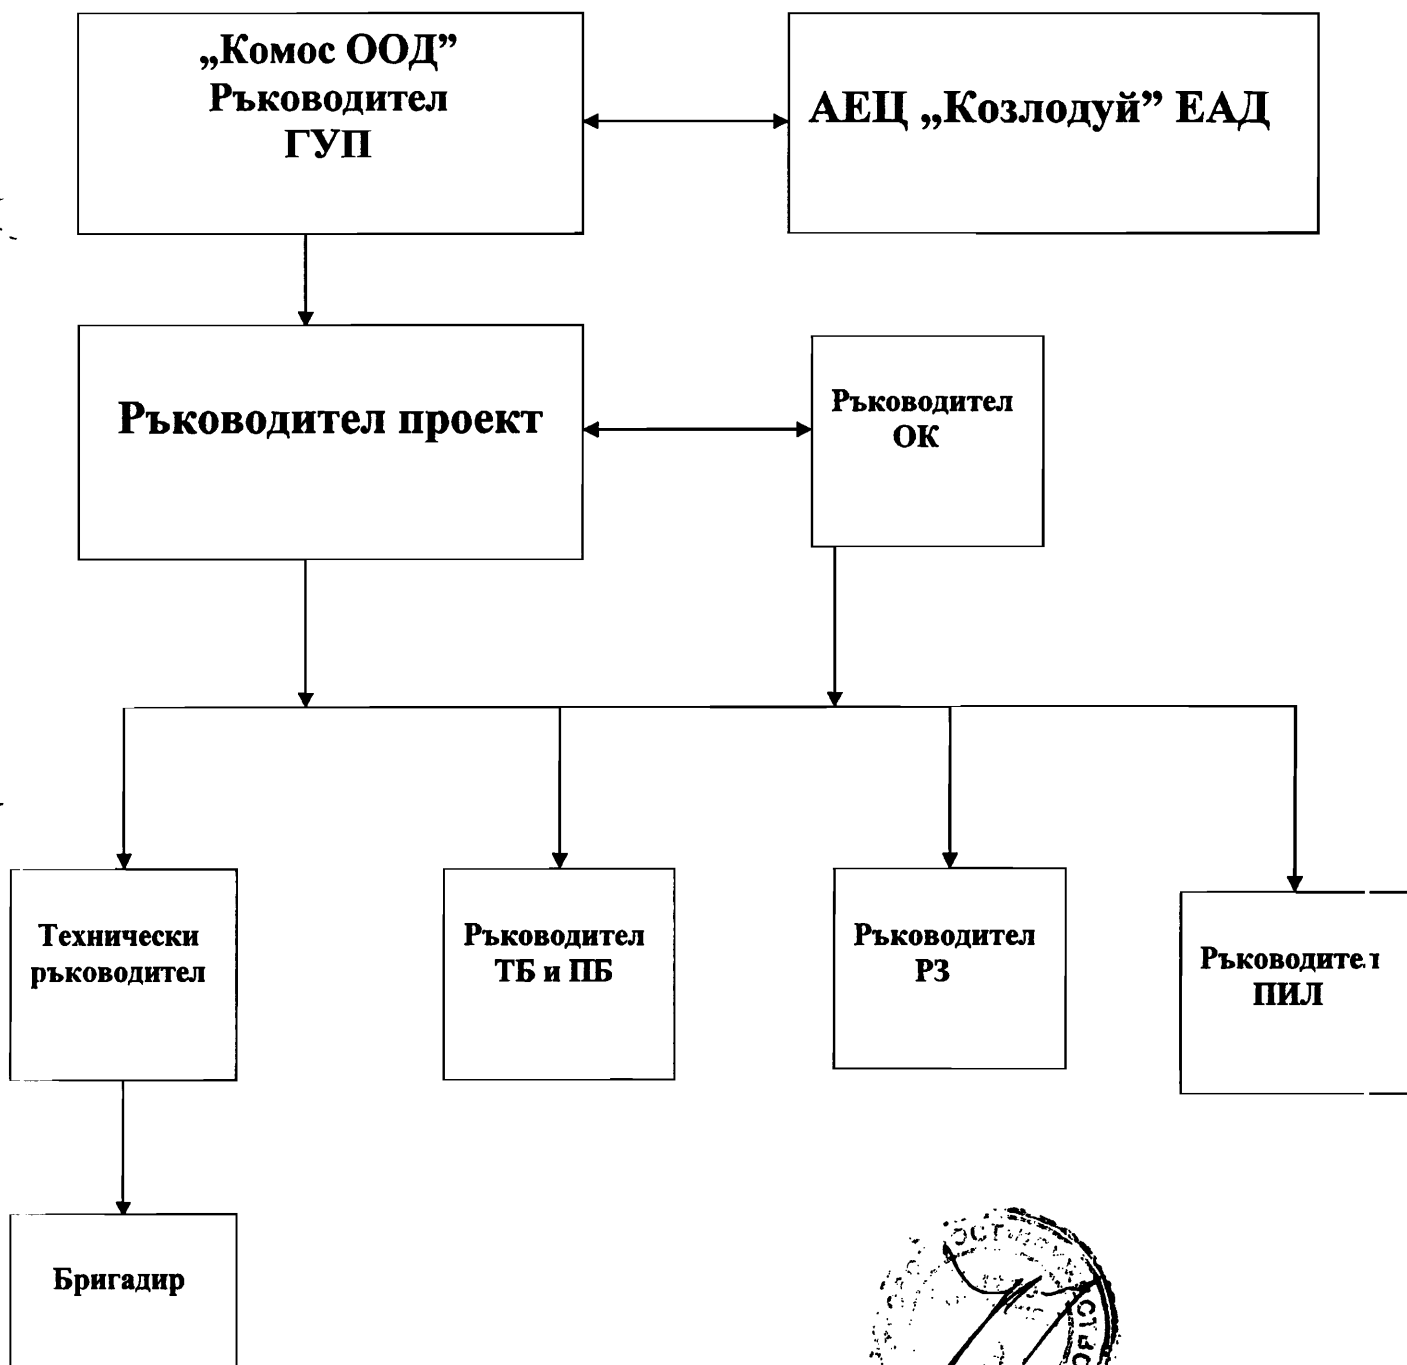 „Комос ООД”
Ръководител
ГУП
АЕЦ „Козлодуй” ЕАД
Ръководител проект
Ръководител
ОК
Технически
ръководител
Ръководител
ТБ и ПБ
Ръководител
РЗ
Ръководител
ПИЛ
Бригадир